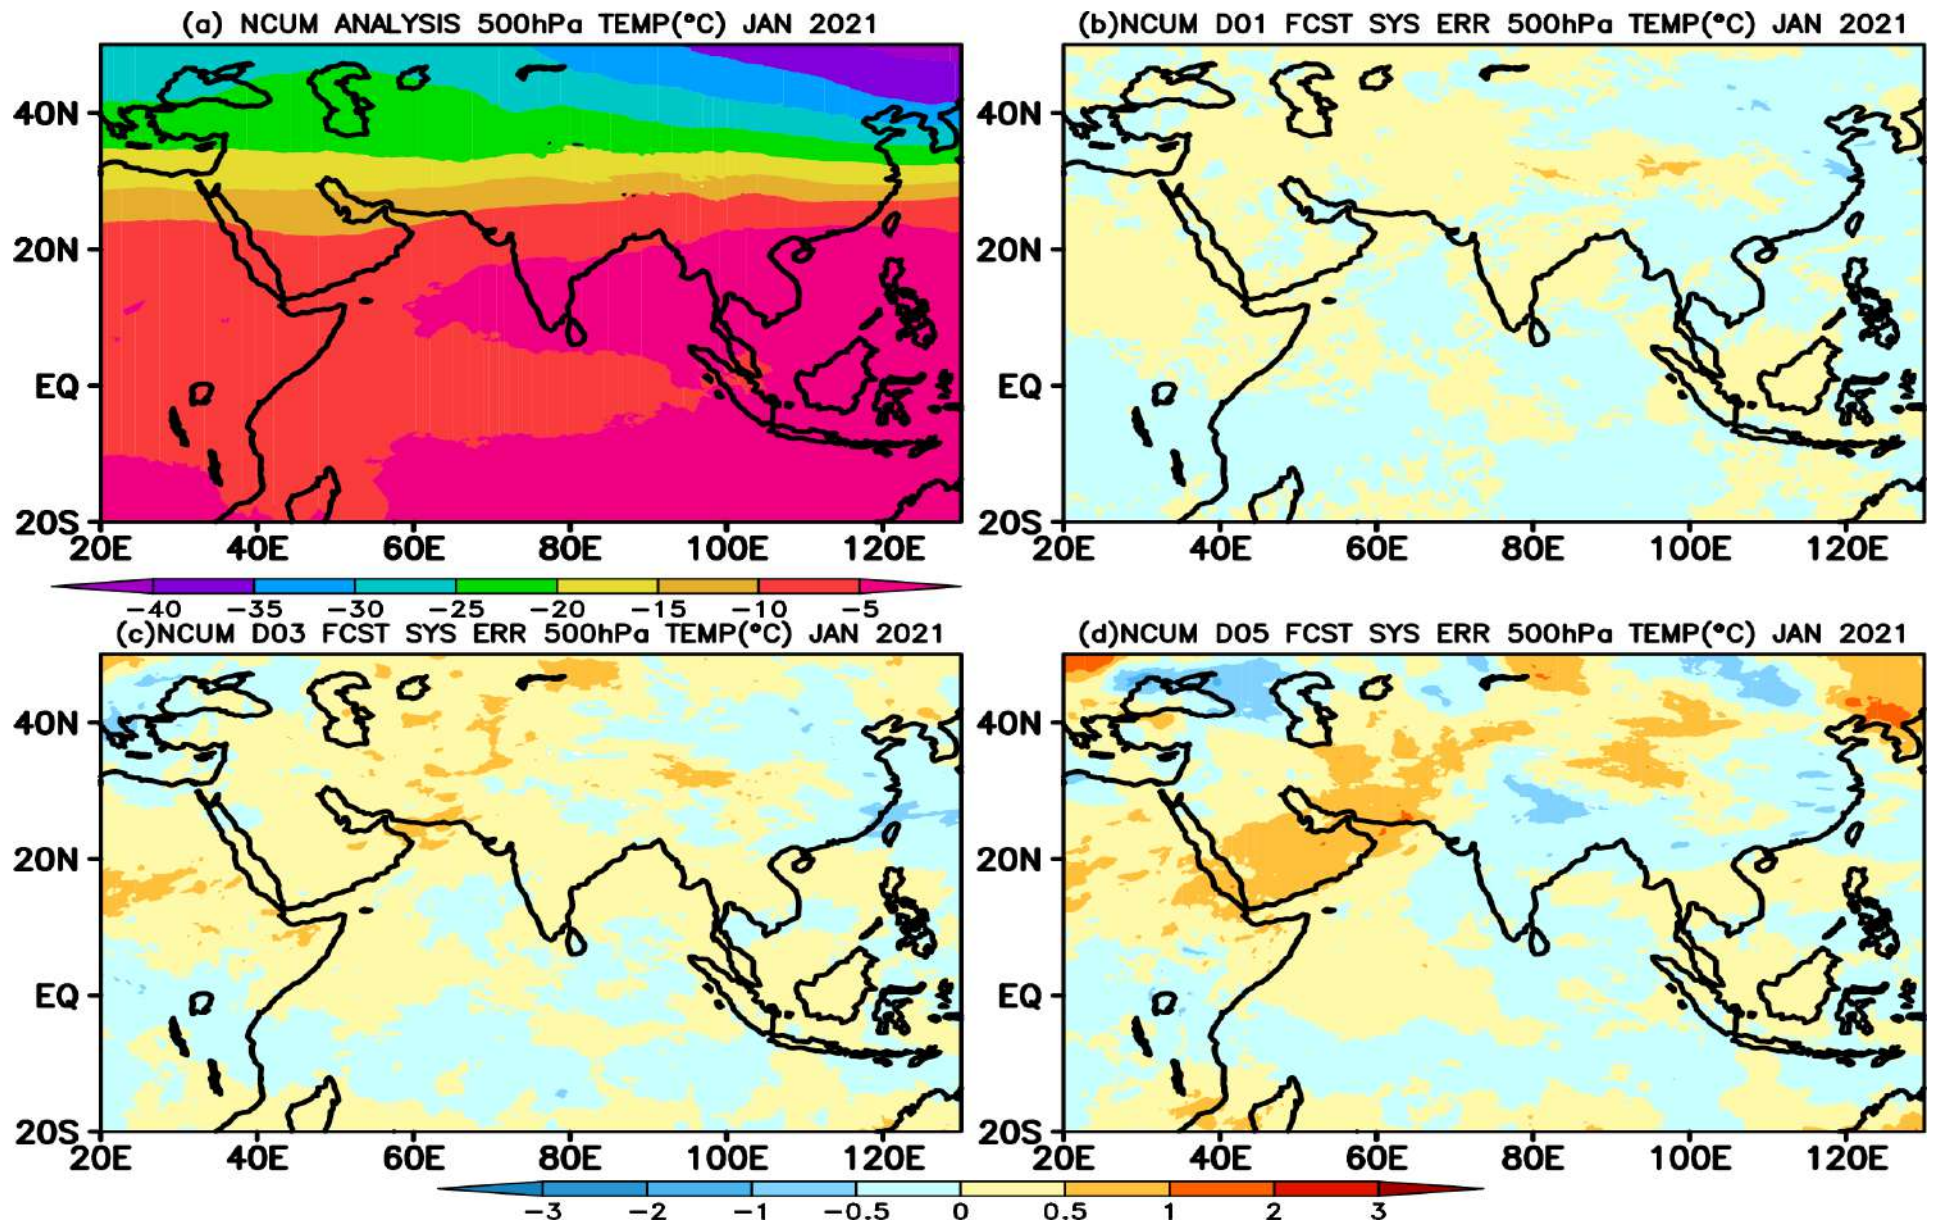 (a) NCUM ANALYSIS 500hPa TEMP(°C) JAN 2021
40N
20N
EQ
20S
20E 40E 60E 80E 100E 120E
−40 −35 −30 −25 −20 −15 −10 −5
(b)NCUM D01 FCST SYS ERR 500hPa TEMP(°C) JAN 2021
40N
20N
EQ
20S
20E 40E 60E 80E 100E 120E
(c)NCUM D03 FCST SYS ERR 500hPa TEMP(°C) JAN 2021
40N
20N
EQ
20S
20E 40E 60E 80E 100E 120E
(d)NCUM D05 FCST SYS ERR 500hPa TEMP(°C) JAN 2021
40N
20N
EQ
20S
20E 40E 60E 80E 100E 120E
−3 −2 −1 −0.5 0 0.5 1 2 3